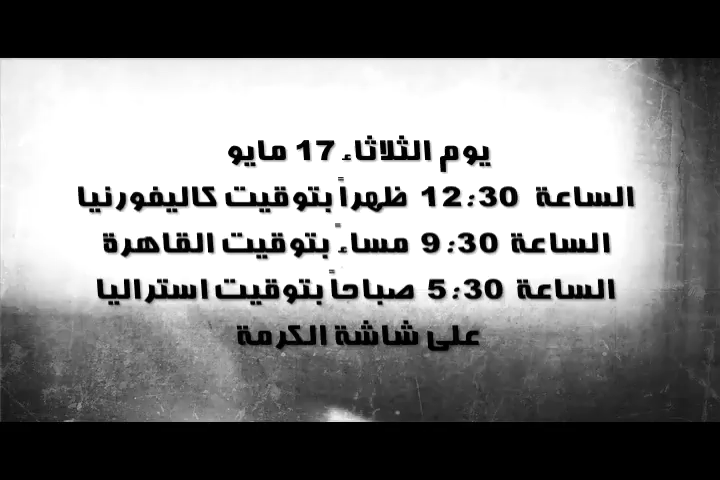 يوم الثلاثاء 17 مايو
الساعة 12:30 ظهراً بتوقيت كاليفورنيا
الساعة 9:30 مساءً بتوقيت القاهرة
الساعة 5:30 صباحاً بتوقيت استراليا
على شاشة الكرمة